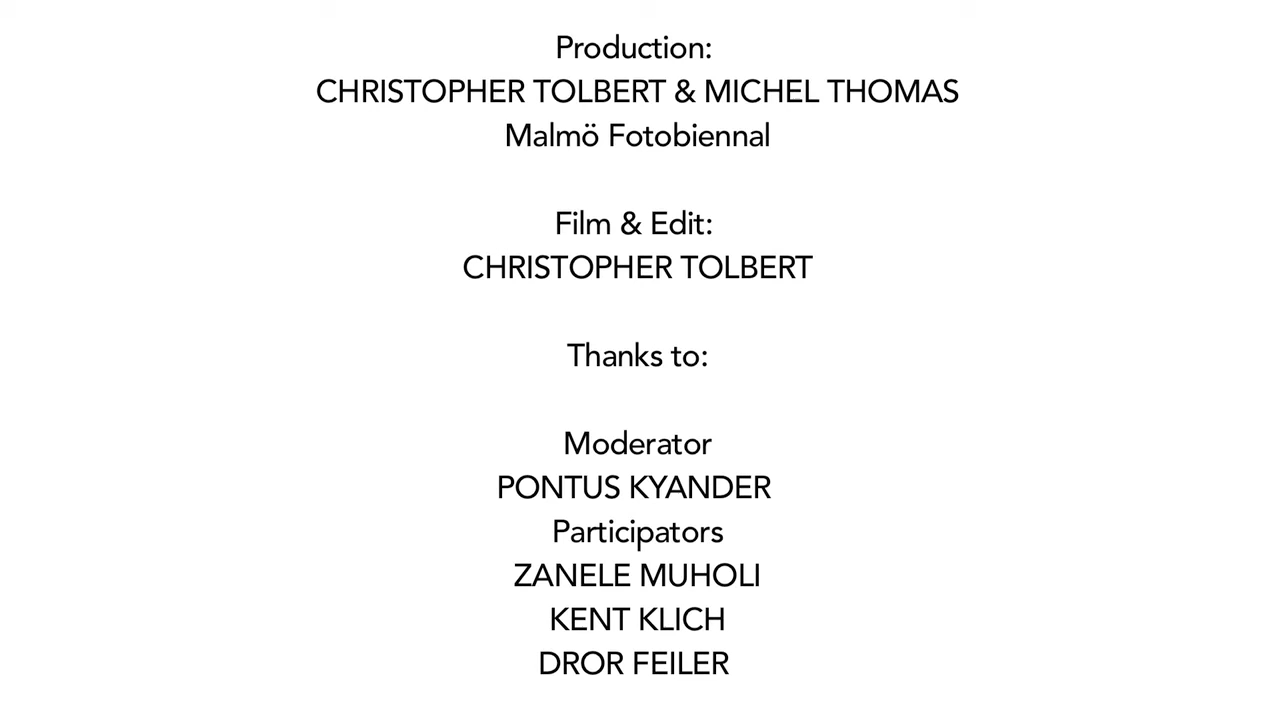 Production:
CHRISTOPHER TOLBERT & MICHEL THOMAS
Malmö Fotobiennal
Film & Edit:
CHRISTOPHER TOLBERT
Thanks to:
Moderator
PONTUS KYANDER
Participators
ZANELE MUHOLI
KENT KLICH
DROR FEILER